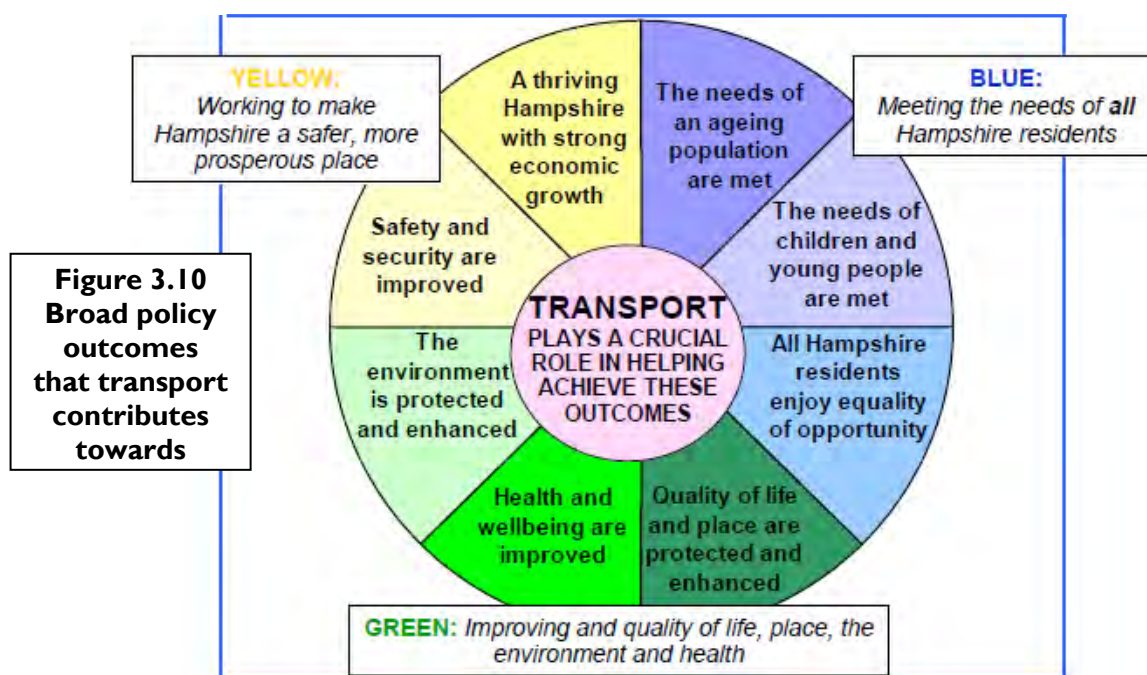 YELLOW:
Working to make
Hampshire a safer, more
prosperous place
A thriving
Hampshire
with strong
economic
growth
The needs of
an ageing
population
are met
BLUE:
Meeting the needs of all
Hampshire residents
Safety and
security are
improved
The needs of
children and
young people
are met
Figure 3.10
Broad policy
outcomes
that transport
contributes
towards
TRANSPORT
PLAYS A CRUCIAL
ROLE IN HELPING
ACHIEVE THESE
OUTCOMES
The
environment
is protected
and enhanced
All Hampshire
residents
enjoy equality
of opportunity
Health and
wellbeing are
improved
Quality of life
and place are
protected and
enhanced
GREEN: Improving and quality of life, place, the
environment and health